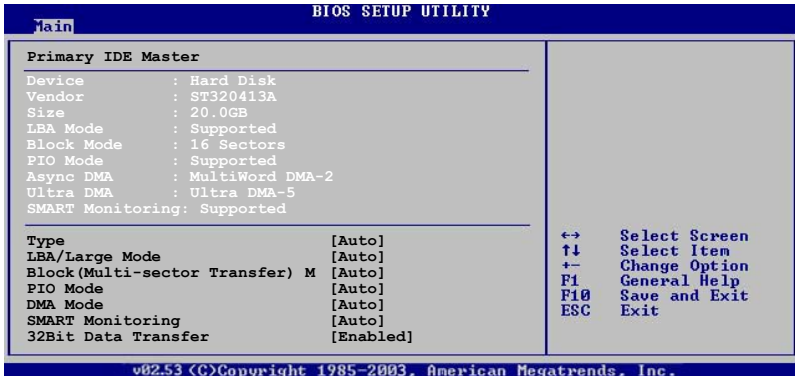 BIOS SETUP UTILITY
Main
Primary IDE Master
Device : Hard Disk
Vendor : ST320413A
Size : 20.0GB
LBA Mode : Supported
Block Mode : 16 Sectors
PIO Mode : Supported
Async DMA : MultiWord DMA-2
Ultra DMA : Ultra DMA-5
SMART Monitoring: Supported
Type [Auto]
LBA/Large Mode [Auto]
Block(Multi-sector Transfer) M [Auto]
PIO Mode [Auto]
DMA Mode [Auto]
SMART Monitoring [Auto]
32Bit Data Transfer [Enabled]
←→ Select Screen
↑↓ Select Item
+- Change Option
F1 General Help
F10 Save and Exit
ESC Exit
v02.53 (C)Copyright 1985-2003, American Megatrends, Inc.